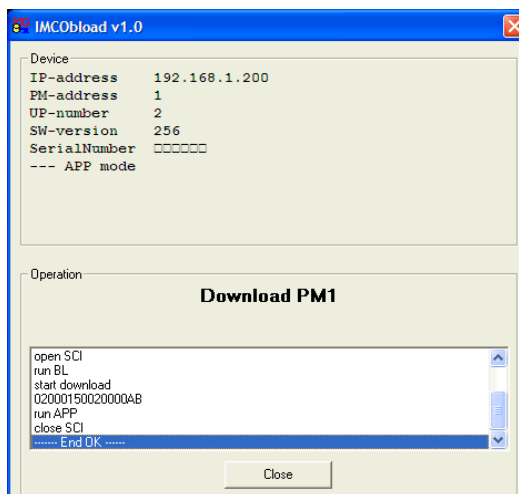 IMCObload v1.0
Device
IP-address 192.168.1.200
PM-address 1
UP-number 2
SW-version 256
SerialNumber □□□□□□
--- APP mode
Operation
Download PM1
open SCI
run BL
start download
02000150020000AB
run APP
close SCI
------ End OK ------
Close